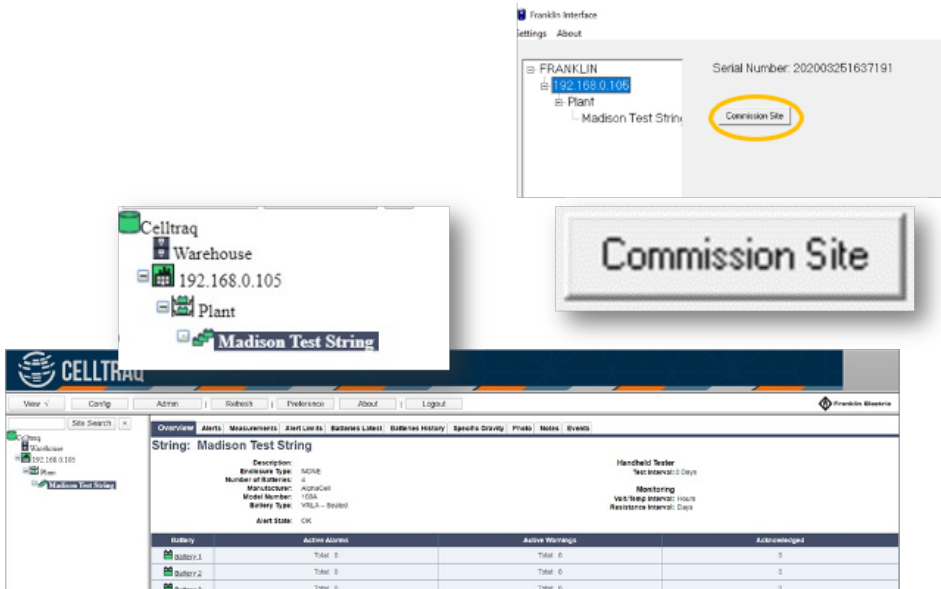 Franklin Interface
Settings About
FRANKLIN
192.168.0.105
Plant
Madison Test String
Serial Number: 202003251637191
Commission Site
Celltraq
Warehouse
192.168.0.105
Plant
Madison Test String
Commission Site
CELLTRAQ
View √ Config Admin | Refresh | Preference About | Logout
Franklin Electric
Site Search <
Celltraq
Warehouse
192.168.0.105
Plant
Madison Test String
Overview Alerts Measurements Alert Limits Batteries Latest Batteries History Specific Gravity Photo Notes Events
String: Madison Test String
Description:
Enclosure Type: NONE
Number of Batteries: 4
Manufacturer: AlphaCell
Model Number: 160A
Battery Type: VRLA – Sealed
Alert State: OK
Handheld Tester
Test Interval: 0 Days
Monitoring
Volt/Temp Interval: Hours
Resistance Interval: Days
Battery Active Alarms Active Warnings Acknowledged
Battery 1 Total: 0 Total: 0 0
Battery 2 Total: 0 Total: 0 0